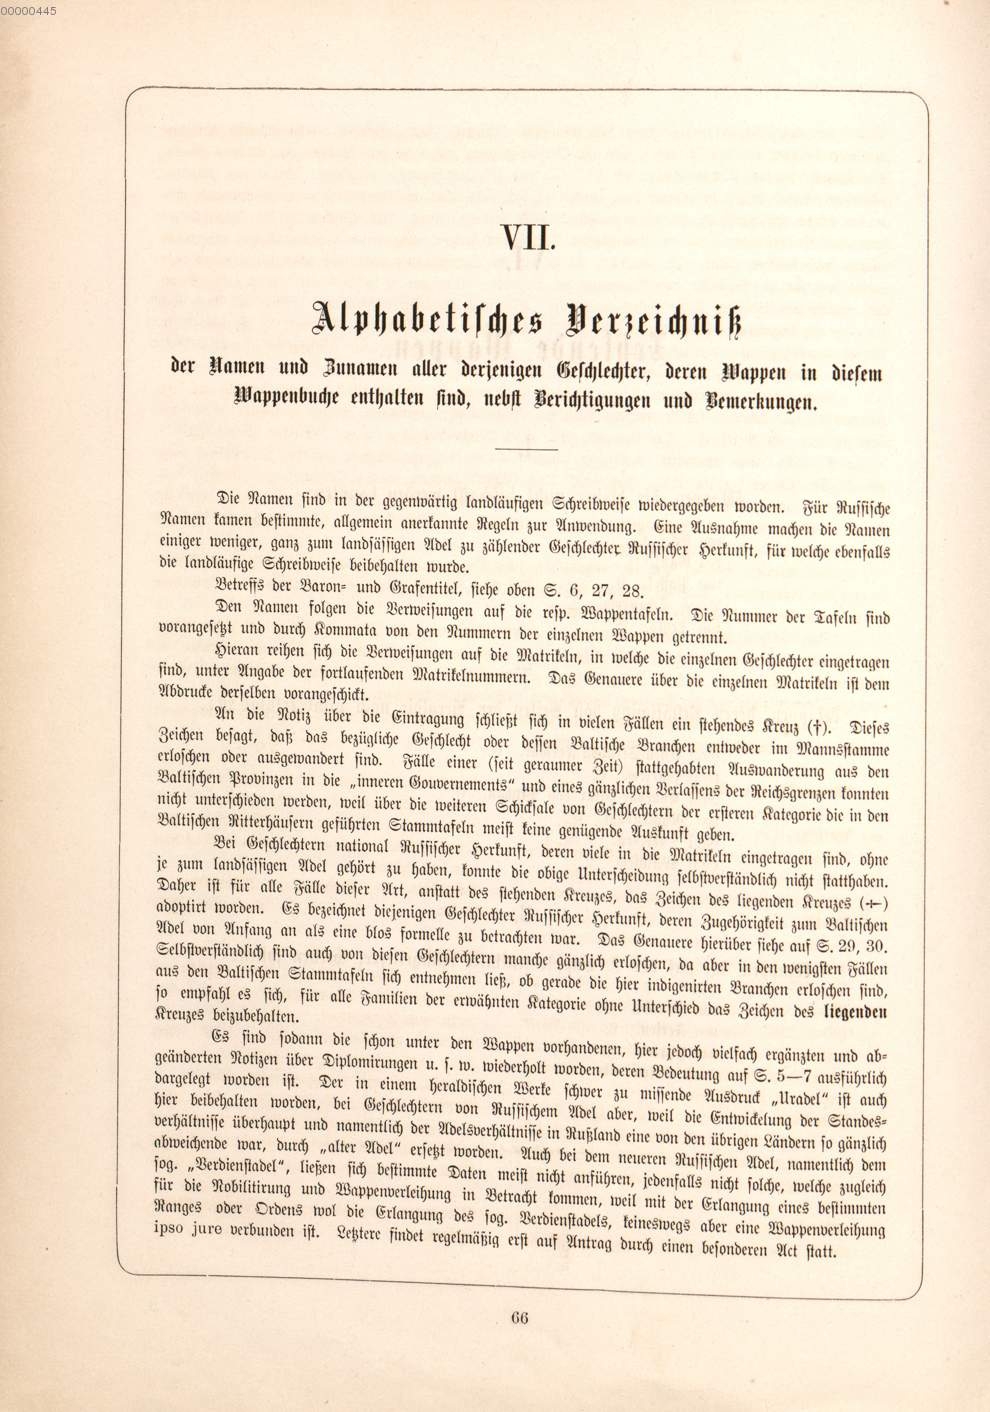 00000445
VII.
Alphabetisches Verzeichniß
der Namen und Zunamen aller derjenigen Geschlechter, deren Wappen in diesem
Wappenbuche enthalten sind, nebst Berichtigungen und Bemerkungen.
Die Namen sind in der gegenwärtig landläufigen Schreibweise wiedergegeben worden. Für Russische
Namen kamen bestimmte, allgemein anerkannte Regeln zur Anwendung. Eine Ausnahme machen die Namen
einiger weniger, ganz zum landsässigen Adel zu zählender Geschlechter Russischer Herkunft, für welche ebenfalls
die landläufige Schreibweise beibehalten wurde.
Betreffs der Baron- und Grafentitel, siehe oben S. 6, 27, 28.
Den Namen folgen die Verweisungen auf die resp. Wappentafeln. Die Nummer der Tafeln sind
vorangesetzt und durch Kommata von den Nummern der einzelnen Wappen getrennt.
Hieran reihen sich die Verweisungen auf die Matrikeln, in welche die einzelnen Geschlechter eingetragen
sind, unter Angabe der fortlaufenden Matrikelnummern. Das Genauere über die einzelnen Matrikeln ist dem
Abdrucke derselben vorangeschickt.
An die Notiz über die Eintragung schließt sich in vielen Fällen ein stehendes Kreuz (†). Dieses
Zeichen besagt, daß das bezügliche Geschlecht oder dessen Baltische Branchen entweder im Mannsstamme
erloschen oder ausgewandert sind. Fälle einer (seit geraumer Zeit) stattgehabten Auswanderung aus den
Baltischen Provinzen in die „inneren Gouvernements“ und eines gänzlichen Verlassens der Reichsgrenzen konnten
nicht unterschieden werden, weil über die weiteren Schicksale von Geschlechtern der ersteren Kategorie die in den
Baltischen Ritterhäusern geführten Stammtafeln meist keine genügende Auskunft geben.
Bei Geschlechtern national Russischer Herkunft, deren viele in die Matrikeln eingetragen sind, ohne
je zum landsässigen Adel gehört zu haben, konnte die obige Unterscheidung selbstverständlich nicht statthaben.
Daher ist für alle Fälle dieser Art, anstatt des stehenden Kreuzes, das Zeichen des liegenden Kreuzes (⸺)
adoptirt worden. Es bezeichnet diejenigen Geschlechter Russischer Herkunft, deren Zugehörigkeit zum Baltischen
Adel von Anfang an als eine blos formelle zu betrachten war. Das Genauere hierüber siehe auf S. 29, 30.
Selbstverständlich sind auch von diesen Geschlechtern manche gänzlich erloschen, da aber in den wenigsten Fällen
aus den Baltischen Stammtafeln sich entnehmen ließ, ob gerade die hier indigenirten Branchen erloschen sind,
so empfahl es sich, für alle Familien der erwähnten Kategorie ohne Unterschied das Zeichen des liegenden
Kreuzes beizubehalten.
Es sind sodann die schon unter den Wappen vorhandenen, hier jedoch vielfach ergänzten und ab-
geänderten Notizen über Diplomirungen u. s. w. wiederholt worden, deren Bedeutung auf S. 5—7 ausführlich
dargelegt worden ist. Der in einem heraldischen Werke schwer zu missende Ausdruck „Uradel“ ist auch
hier beibehalten worden, bei Geschlechtern von Russischem Adel aber, weil die Entwickelung der Standes-
verhältnisse überhaupt und namentlich der Adelsverhältnisse in Rußland eine von den übrigen Ländern so gänzlich
abweichende war, durch „alter Adel“ ersetzt worden. Auch bei dem neueren Russischen Adel, namentlich dem
sog. „Verdienstadel“, ließen sich bestimmte Daten meist nicht anführen, jedenfalls nicht solche, welche zugleich
für die Nobilitirung und Wappenverleihung in Betracht kommen, weil mit der Erlangung eines bestimmten
Ranges oder Ordens wol die Erlangung des sog. Verdienstadels, keineswegs aber eine Wappenverleihung
ipso jure verbunden ist. Letztere findet regelmäßig erst auf Antrag durch einen besonderen Act statt.
66